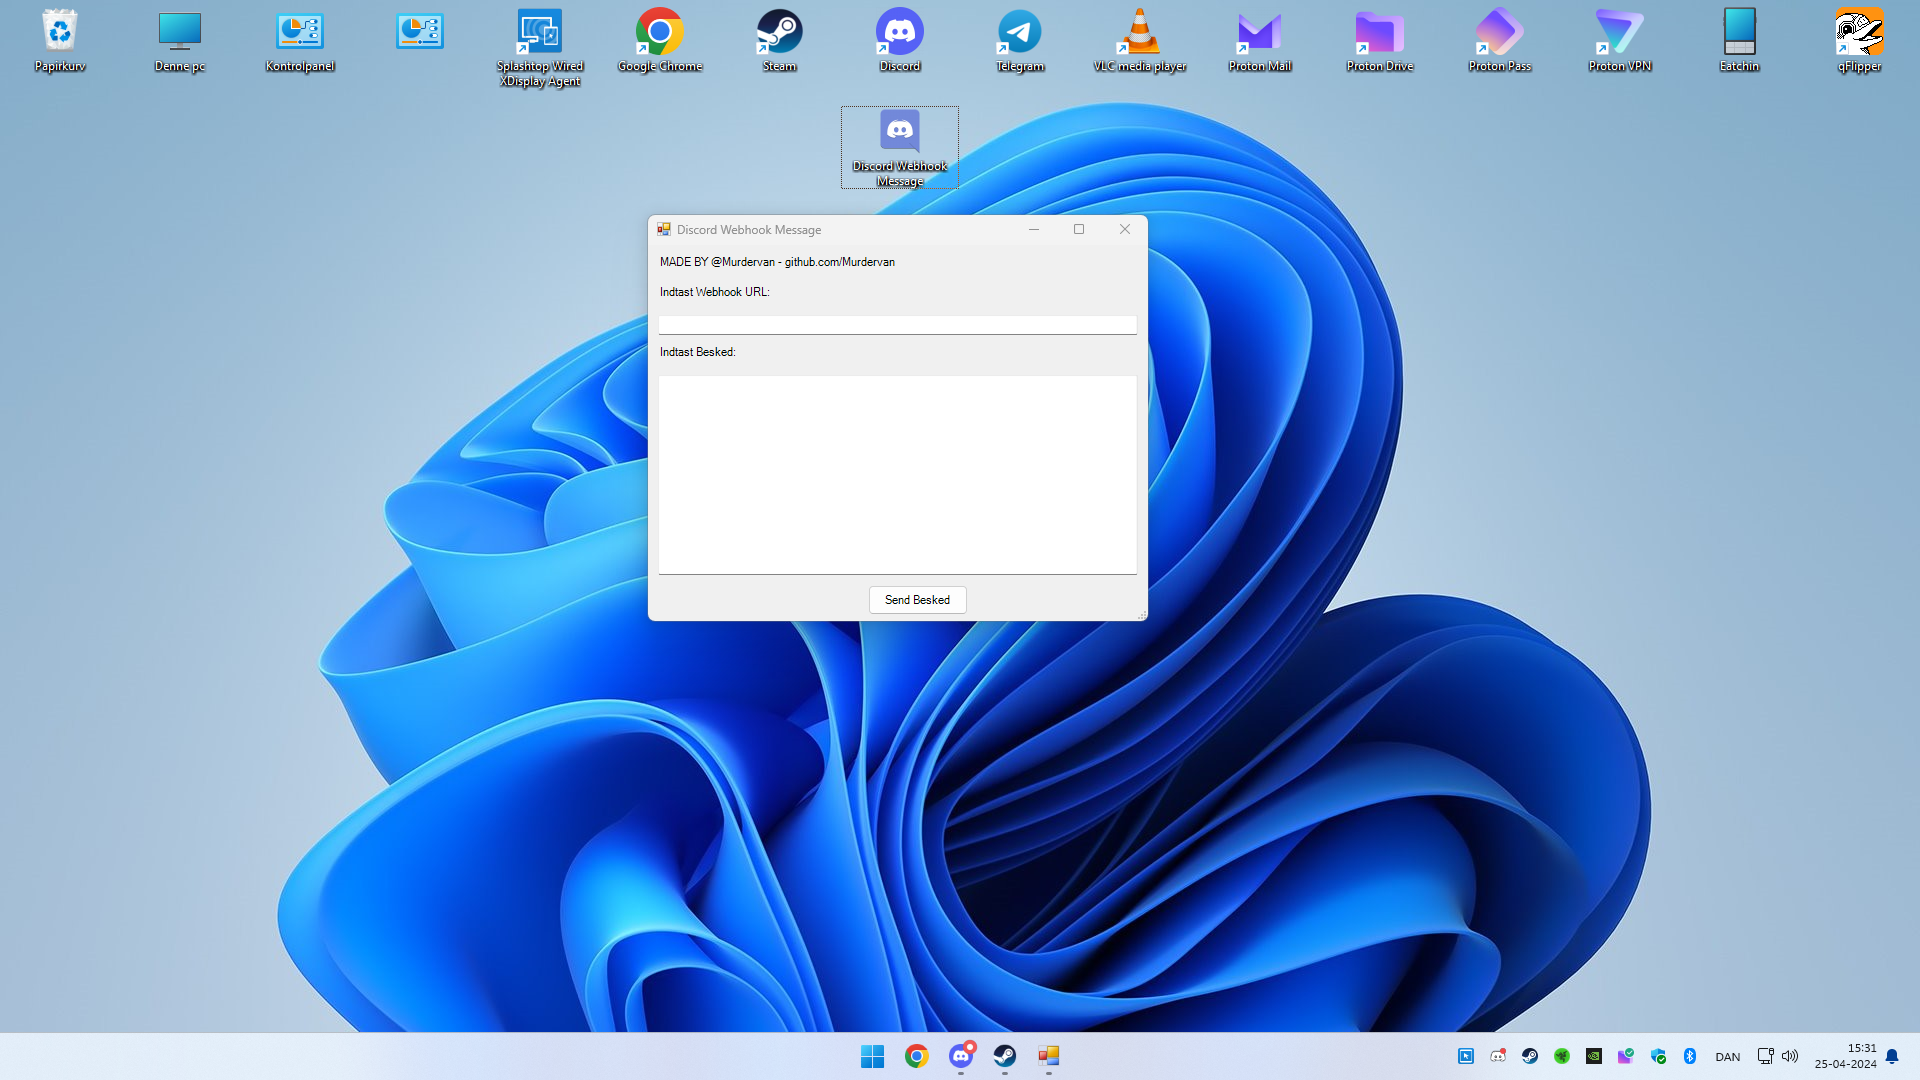 Papirkurv
Denne pc
Kontrolpanel
Splashtop Wired
XDisplay Agent
Google Chrome
Steam
Discord
Telegram
VLC media player
Proton Mail
Proton Drive
Proton Pass
Proton VPN
Eatchin
qFlipper
Discord Webhook
Message
Discord Webhook Message
MADE BY @Murdervan - github.com/Murdervan
Indtast Webhook URL:
Indtast Besked:
Send Besked
DAN
15:31
25-04-2024